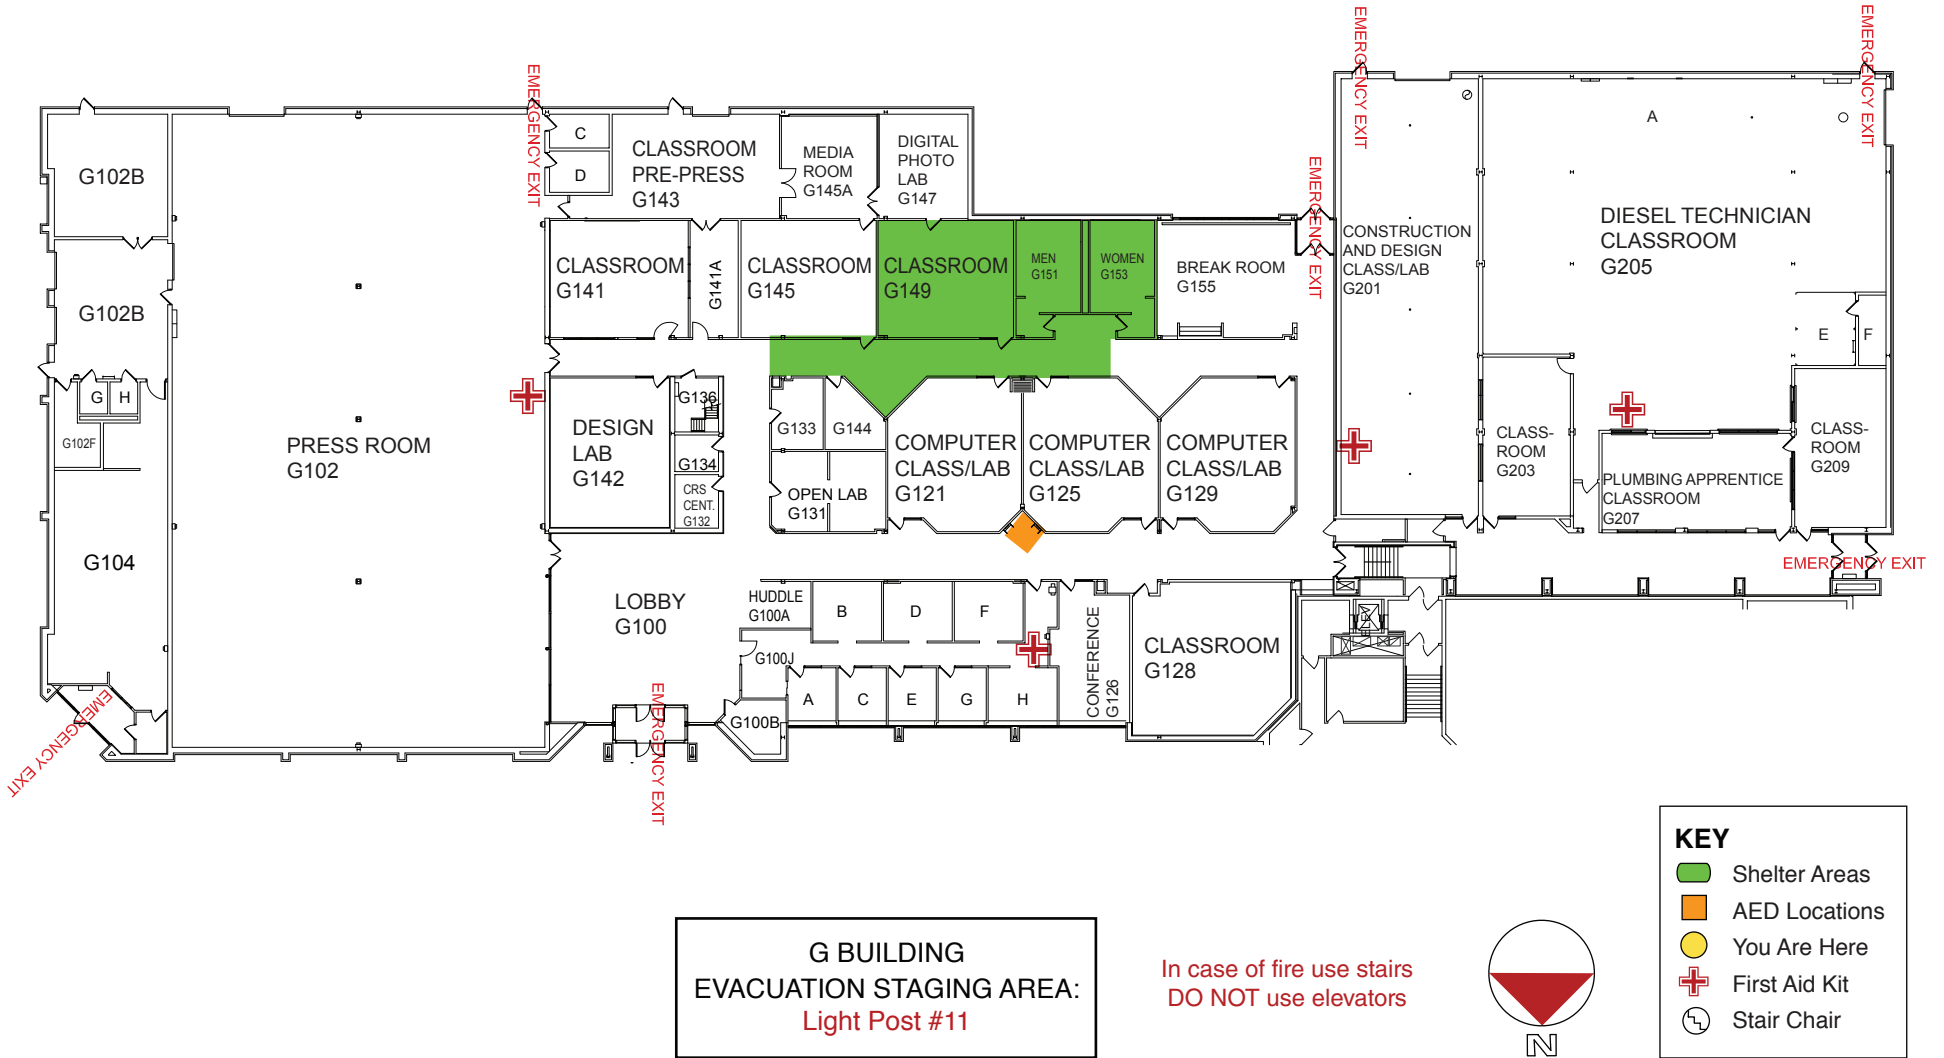 EMERGENCY EXIT
EMERGENCY EXIT
EMERGENCY EXIT
EMERGENCY EXIT
G102B
G102B
G
H
G102F
G104
EMERGENCY EXIT
PRESS ROOM
G102
C
D
CLASSROOM
PRE-PRESS
G143
MEDIA
ROOM
G145A
DIGITAL
PHOTO
LAB
G147
CLASSROOM
G141
G141A
CLASSROOM
G145
CLASSROOM
G149
MEN
G151
WOMEN
G153
BREAK ROOM
G155
DESIGN
LAB
G142
G136
G134
CRS
CENT.
G132
G133
G144
OPEN LAB
G131
COMPUTER
CLASS/LAB
G121
COMPUTER
CLASS/LAB
G125
COMPUTER
CLASS/LAB
G129
LOBBY
G100
HUDDLE
G100A
B
D
F
G100J
G100B
A
C
E
G
H
CONFERENCE
G126
CLASSROOM
G128
EMERGENCY EXIT
CONSTRUCTION
AND DESIGN
CLASS/LAB
G201
A
DIESEL TECHNICIAN
CLASSROOM
G205
E
F
CLASS-
ROOM
G203
PLUMBING APPRENTICE
CLASSROOM
G207
CLASS-
ROOM
G209
EMERGENCY EXIT
G BUILDING
EVACUATION STAGING AREA:
Light Post #11
In case of fire use stairs
DO NOT use elevators
N
KEY
Shelter Areas
AED Locations
You Are Here
First Aid Kit
Stair Chair